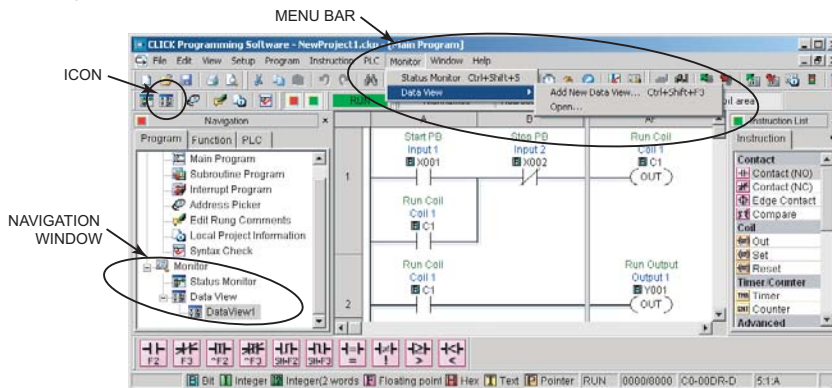 MENU BAR
CLICK Programming Software - NewProject1.ckp - [Main Program]
File Edit View Setup Program Instruction PLC Monitor Window Help
ICON
Status Monitor Ctrl+Shift+S
Data View
Add New Data View... Ctrl+Shift+F3
Open...
RUN
Navigation
Instruction List
Program Function PLC
Instruction
Main Program
Subroutine Program
Interrupt Program
Address Picker
Edit Rung Comments
Local Project Information
Syntax Check
NAVIGATION
WINDOW
Monitor
Status Monitor
Data View
DataView1
A
AF
1
Start PB
Input 1
X001
Stop PB
Input 2
X002
Run Coil
Coil 1
C1
OUT
Run Coil
Coil 1
C1
2
Run Coil
Coil 1
C1
Run Output
Output 1
Y001
OUT
Contact
Contact (NO)
Contact (NC)
Edge Contact
Compare
Coil
Out
Set
Reset
Timer/Counter
Timer
Counter
Advanced
F2 F3 ^F2 ^F3 SH-F2 SH-F3 = ! > <
Bit Integer Integer(2 words Floating point Hex Text Pointer RUN 0000/0000 C0-00DR-D 5:1:A